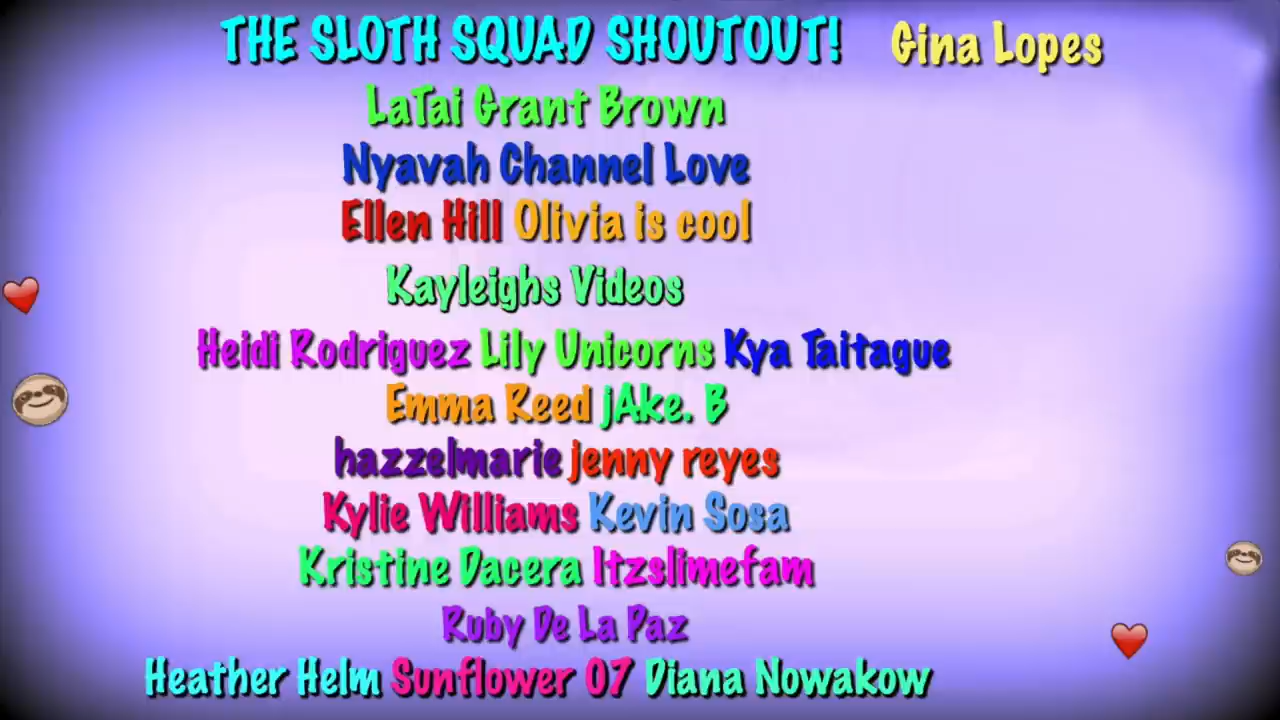 THE SLOTH SQUAD SHOUTOUT! Gina Lopes
LaTai Grant Brown
Nyavah Channel Love
Ellen Hill Olivia is cool
Kayleighs Videos
Heidi Rodriguez Lily Unicorns Kya Taitague
Emma Reed jAke. B
hazzelmarie jenny reyes
Kylie Williams Kevin Sosa
Kristine Dacera Itzslimefam
Ruby De La Paz
Heather Helm Sunflower 07 Diana Nowakow